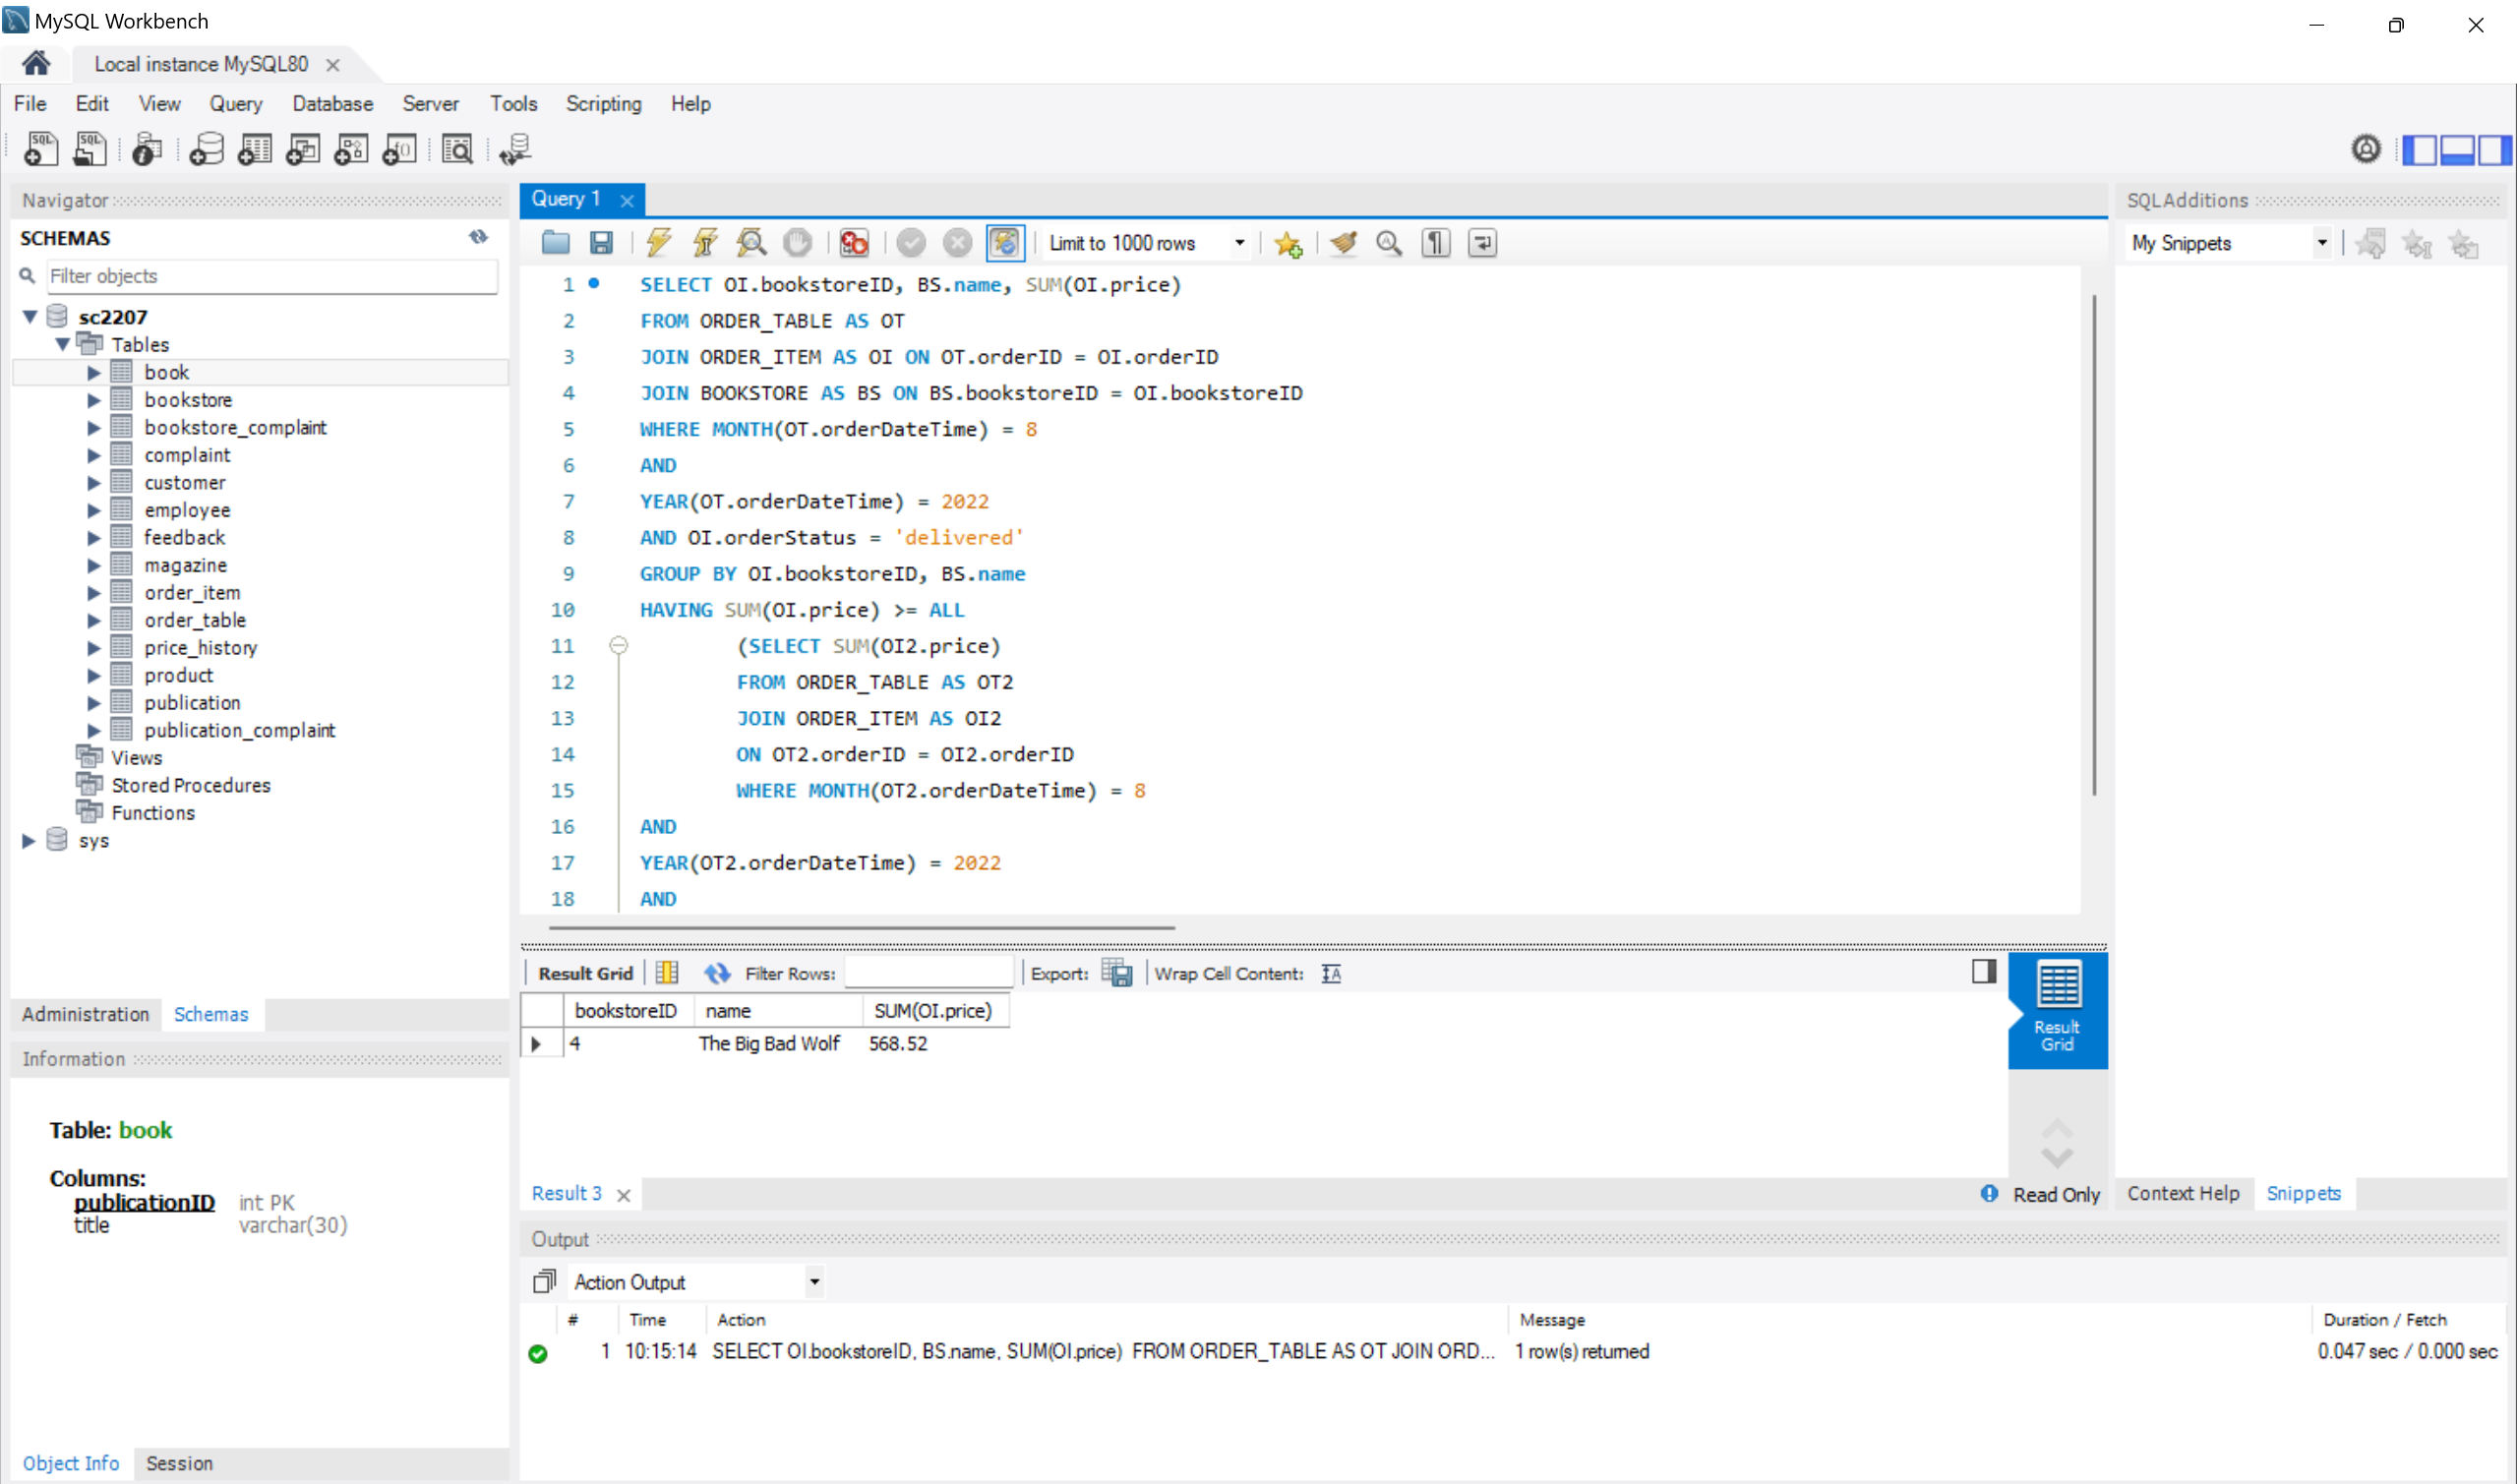 MySQL Workbench
Local instance MySQL80
File Edit View Query Database Server Tools Scripting Help
Navigator
SCHEMAS
Filter objects
sc2207
Tables
book
bookstore
bookstore_complaint
complaint
customer
employee
feedback
magazine
order_item
order_table
price_history
product
publication
publication_complaint
Views
Stored Procedures
Functions
sys
Administration Schemas
Information
Table: book
Columns:
publicationID int PK
title varchar(30)
Object Info Session
Query 1
Limit to 1000 rows
1 SELECT OI.bookstoreID, BS.name, SUM(OI.price)
2 FROM ORDER_TABLE AS OT
3 JOIN ORDER_ITEM AS OI ON OT.orderID = OI.orderID
4 JOIN BOOKSTORE AS BS ON BS.bookstoreID = OI.bookstoreID
5 WHERE MONTH(OT.orderDateTime) = 8
6 AND
7 YEAR(OT.orderDateTime) = 2022
8 AND OI.orderStatus = 'delivered'
9 GROUP BY OI.bookstoreID, BS.name
10 HAVING SUM(OI.price) >= ALL
11 (SELECT SUM(OI2.price)
12 FROM ORDER_TABLE AS OT2
13 JOIN ORDER_ITEM AS OI2
14 ON OT2.orderID = OI2.orderID
15 WHERE MONTH(OT2.orderDateTime) = 8
16 AND
17 YEAR(OT2.orderDateTime) = 2022
18 AND
Result Grid Filter Rows: Export: Wrap Cell Content:
bookstoreID name SUM(OI.price)
4 The Big Bad Wolf 568.52
Result
Grid
Result 3
Read Only
SQLAdditions
My Snippets
Context Help Snippets
Output
Action Output
# Time Action Message Duration / Fetch
1 10:15:14 SELECT OI.bookstoreID, BS.name, SUM(OI.price) FROM ORDER_TABLE AS OT JOIN ORD... 1 row(s) returned 0.047 sec / 0.000 sec